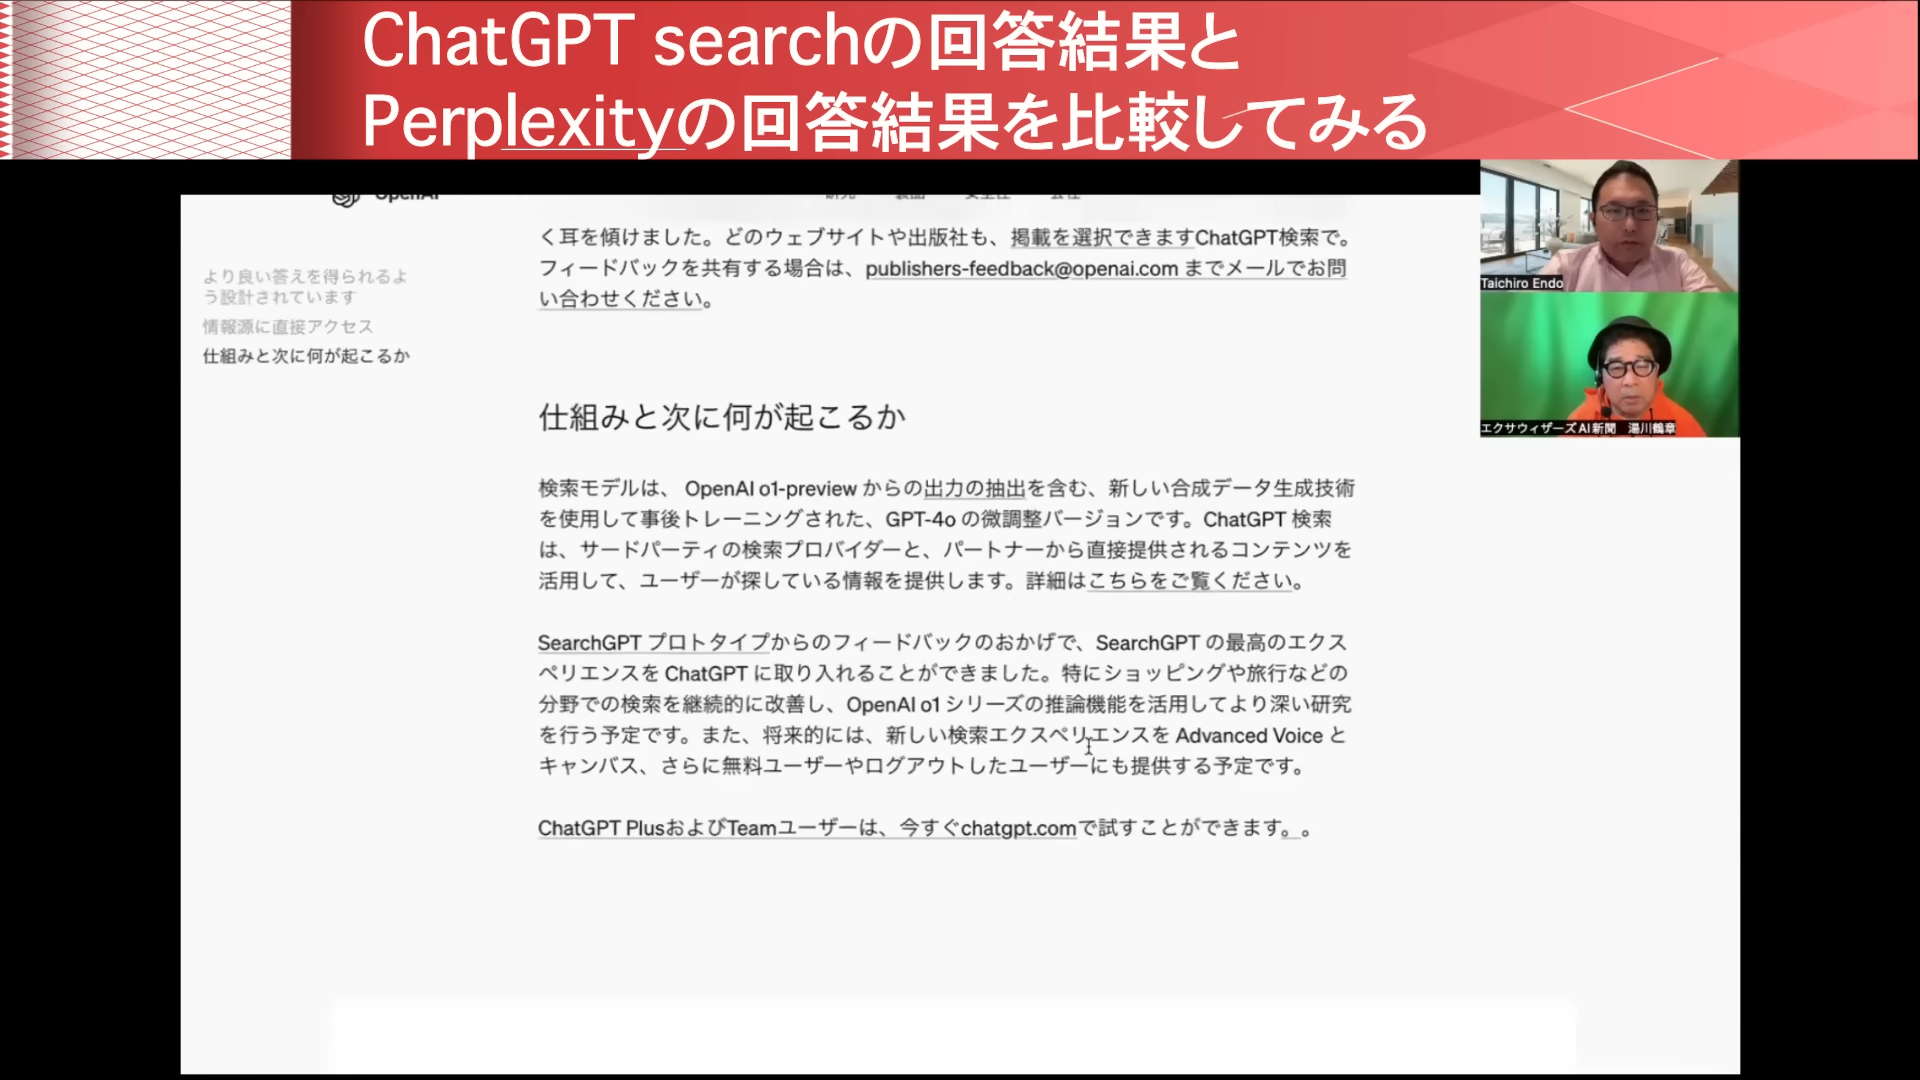 ChatGPT searchの回答結果と
Perplexityの回答結果を比較してみる
OpenAI
研究 製品 安全性 会社
く耳を傾けました。どのウェブサイトや出版社も、掲載を選択できますChatGPT検索で。
フィードバックを共有する場合は、publishers-feedback@openai.com までメールでお問
い合わせください。
より良い答えを得られるよ
う設計されています
情報源に直接アクセス
仕組みと次に何が起こるか
Taichiro Endo
エクサウィザーズAI新聞 湯川鶴章
仕組みと次に何が起こるか
検索モデルは、 OpenAI o1-preview からの出力の抽出を含む、新しい合成データ生成技術
を使用して事後トレーニングされた、GPT-4o の微調整バージョンです。ChatGPT 検索
は、サードパーティの検索プロバイダーと、パートナーから直接提供されるコンテンツを
活用して、ユーザーが探している情報を提供します。詳細はこちらをご覧ください。
SearchGPT プロトタイプからのフィードバックのおかげで、SearchGPT の最高のエクス
ペリエンスを ChatGPT に取り入れることができました。特にショッピングや旅行などの
分野での検索を継続的に改善し、OpenAI o1 シリーズの推論機能を活用してより深い研究
を行う予定です。また、将来的には、新しい検索エクスペリエンスを Advanced Voice と
キャンバス、さらに無料ユーザーやログアウトしたユーザーにも提供する予定です。
ChatGPT PlusおよびTeamユーザーは、今すぐchatgpt.comで試すことができます。。